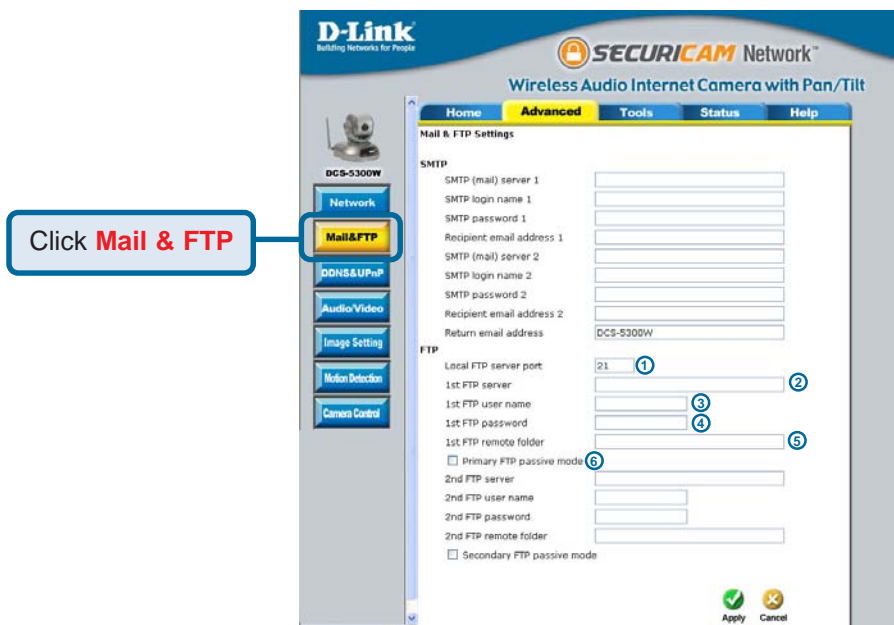 D-Link
Building Networks for People
SECURICAM Network™
Wireless Audio Internet Camera with Pan/Tilt
Home Advanced Tools Status Help
DCS-5300W
Network
Mail&FTP
DDNS&UPnP
Audio/Video
Image Setting
Motion Detection
Camera Control
Click Mail & FTP
Mail & FTP Settings
SMTP
SMTP (mail) server 1
SMTP login name 1
SMTP password 1
Recipient email address 1
SMTP (mail) server 2
SMTP login name 2
SMTP password 2
Recipient email address 2
Return email address DCS-5300W
FTP
Local FTP server port 21 1
1st FTP server 2
1st FTP user name 3
1st FTP password 4
1st FTP remote folder 5
Primary FTP passive mode 6
2nd FTP server
2nd FTP user name
2nd FTP password
2nd FTP remote folder
Secondary FTP passive mode
Apply Cancel